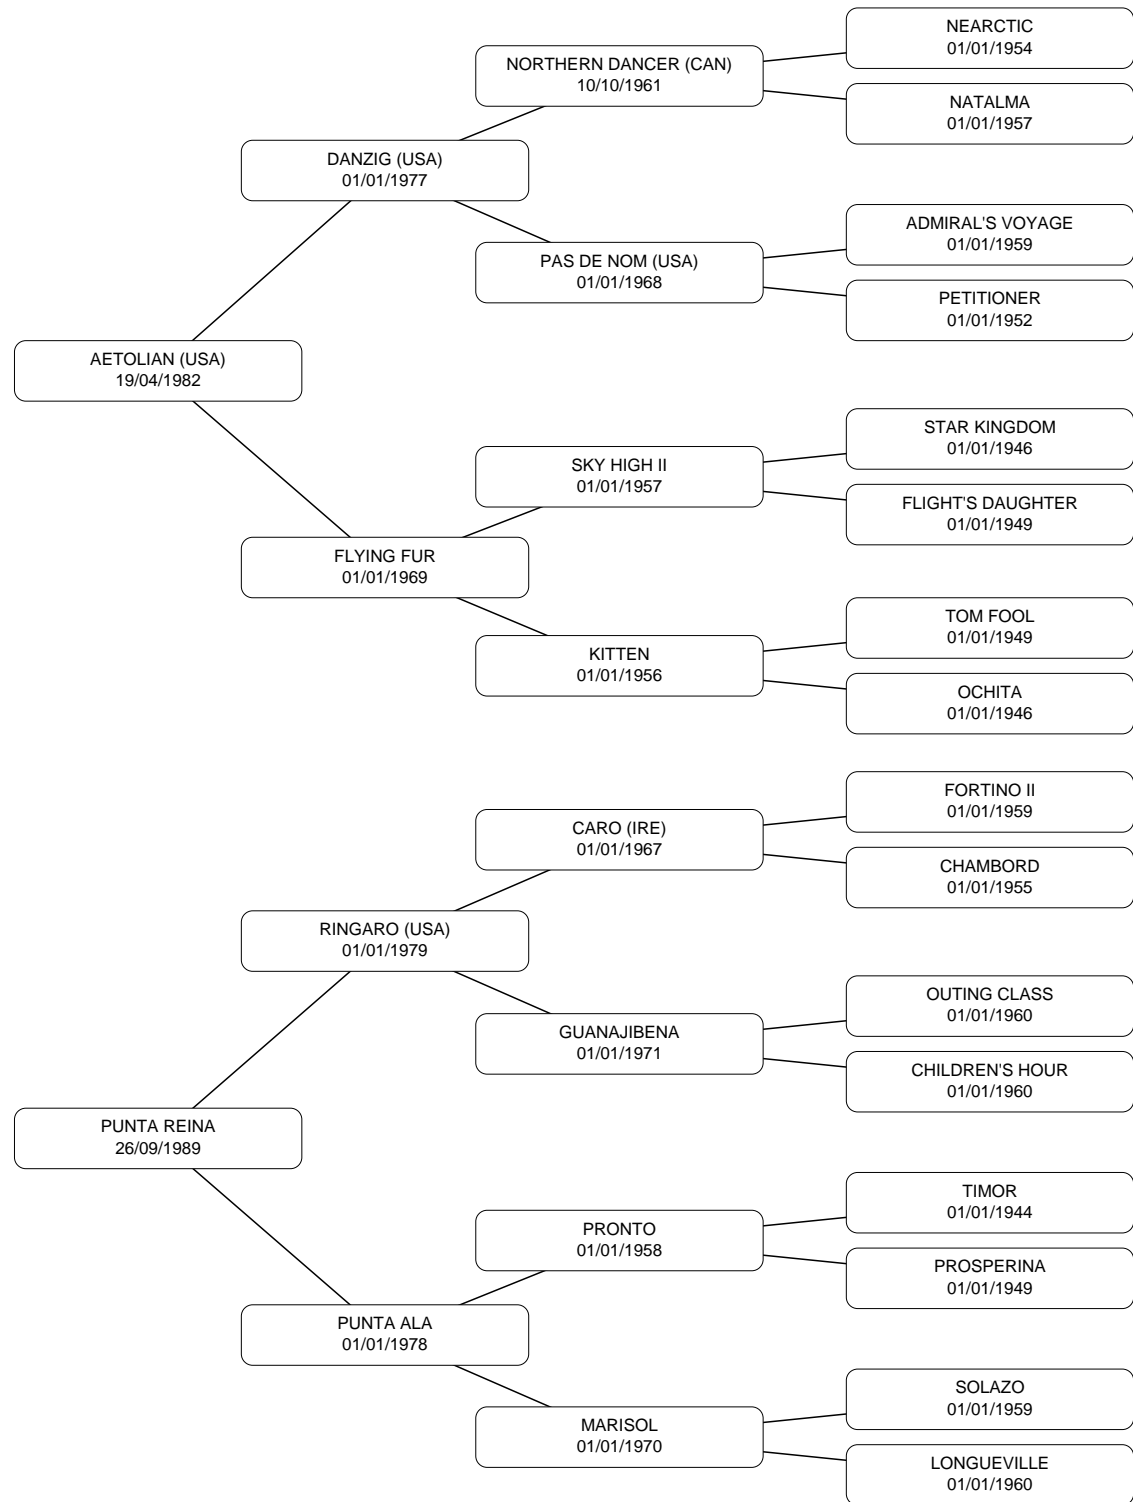 NEARCTIC
01/01/1954
NORTHERN DANCER (CAN)
10/10/1961
NATALMA
01/01/1957
DANZIG (USA)
01/01/1977
ADMIRAL'S VOYAGE
01/01/1959
PAS DE NOM (USA)
01/01/1968
PETITIONER
01/01/1952
AETOLIAN (USA)
19/04/1982
STAR KINGDOM
01/01/1946
SKY HIGH II
01/01/1957
FLIGHT'S DAUGHTER
01/01/1949
FLYING FUR
01/01/1969
TOM FOOL
01/01/1949
KITTEN
01/01/1956
OCHITA
01/01/1946
FORTINO II
01/01/1959
CARO (IRE)
01/01/1967
CHAMBORD
01/01/1955
RINGARO (USA)
01/01/1979
OUTING CLASS
01/01/1960
GUANAJIBENA
01/01/1971
CHILDREN'S HOUR
01/01/1960
PUNTA REINA
26/09/1989
TIMOR
01/01/1944
PRONTO
01/01/1958
PROSPERINA
01/01/1949
PUNTA ALA
01/01/1978
SOLAZO
01/01/1959
MARISOL
01/01/1970
LONGUEVILLE
01/01/1960